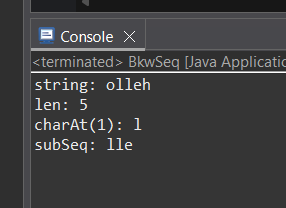 Console
<terminated> BkwSeq [Java Applicatio
string: olleh
len: 5
charAt(1): l
subSeq: lle